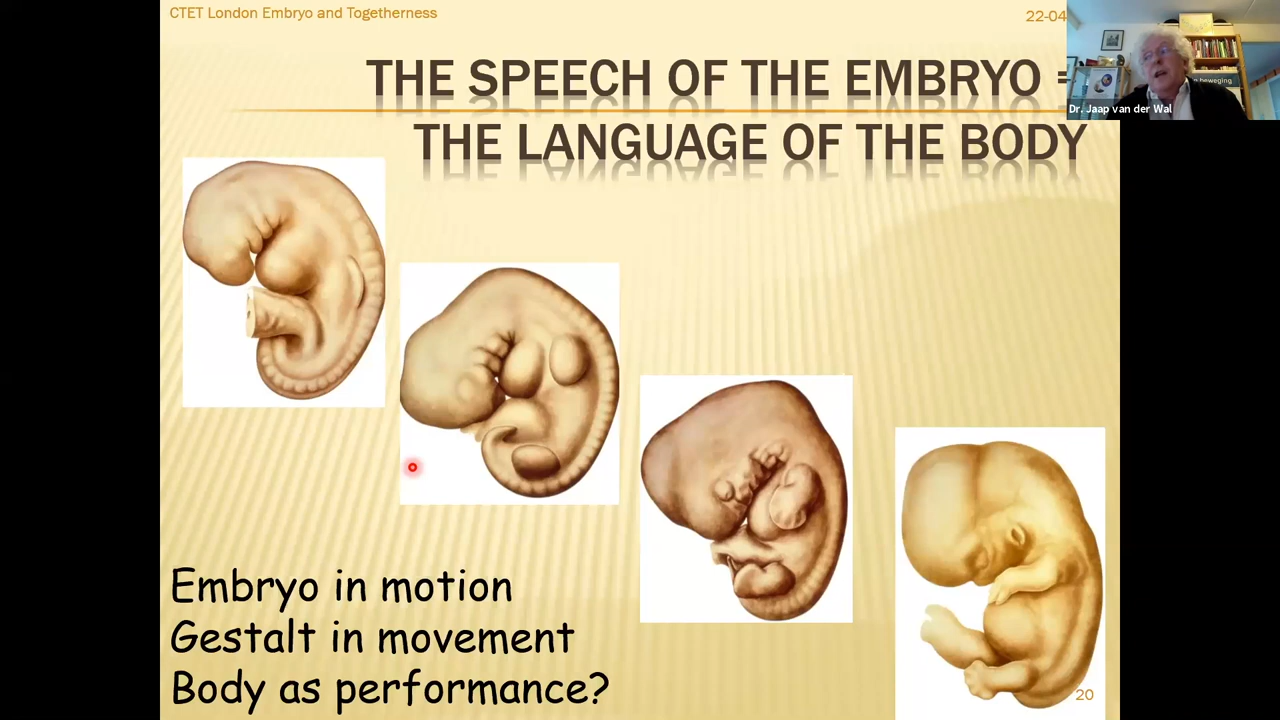 CTET London Embryo and Togetherness
22-04
THE SPEECH OF THE EMBRYO =
THE LANGUAGE OF THE BODY
beweging
Dr. Jaap van der Wal
Embryo in motion
Gestalt in movement
Body as performance?
20